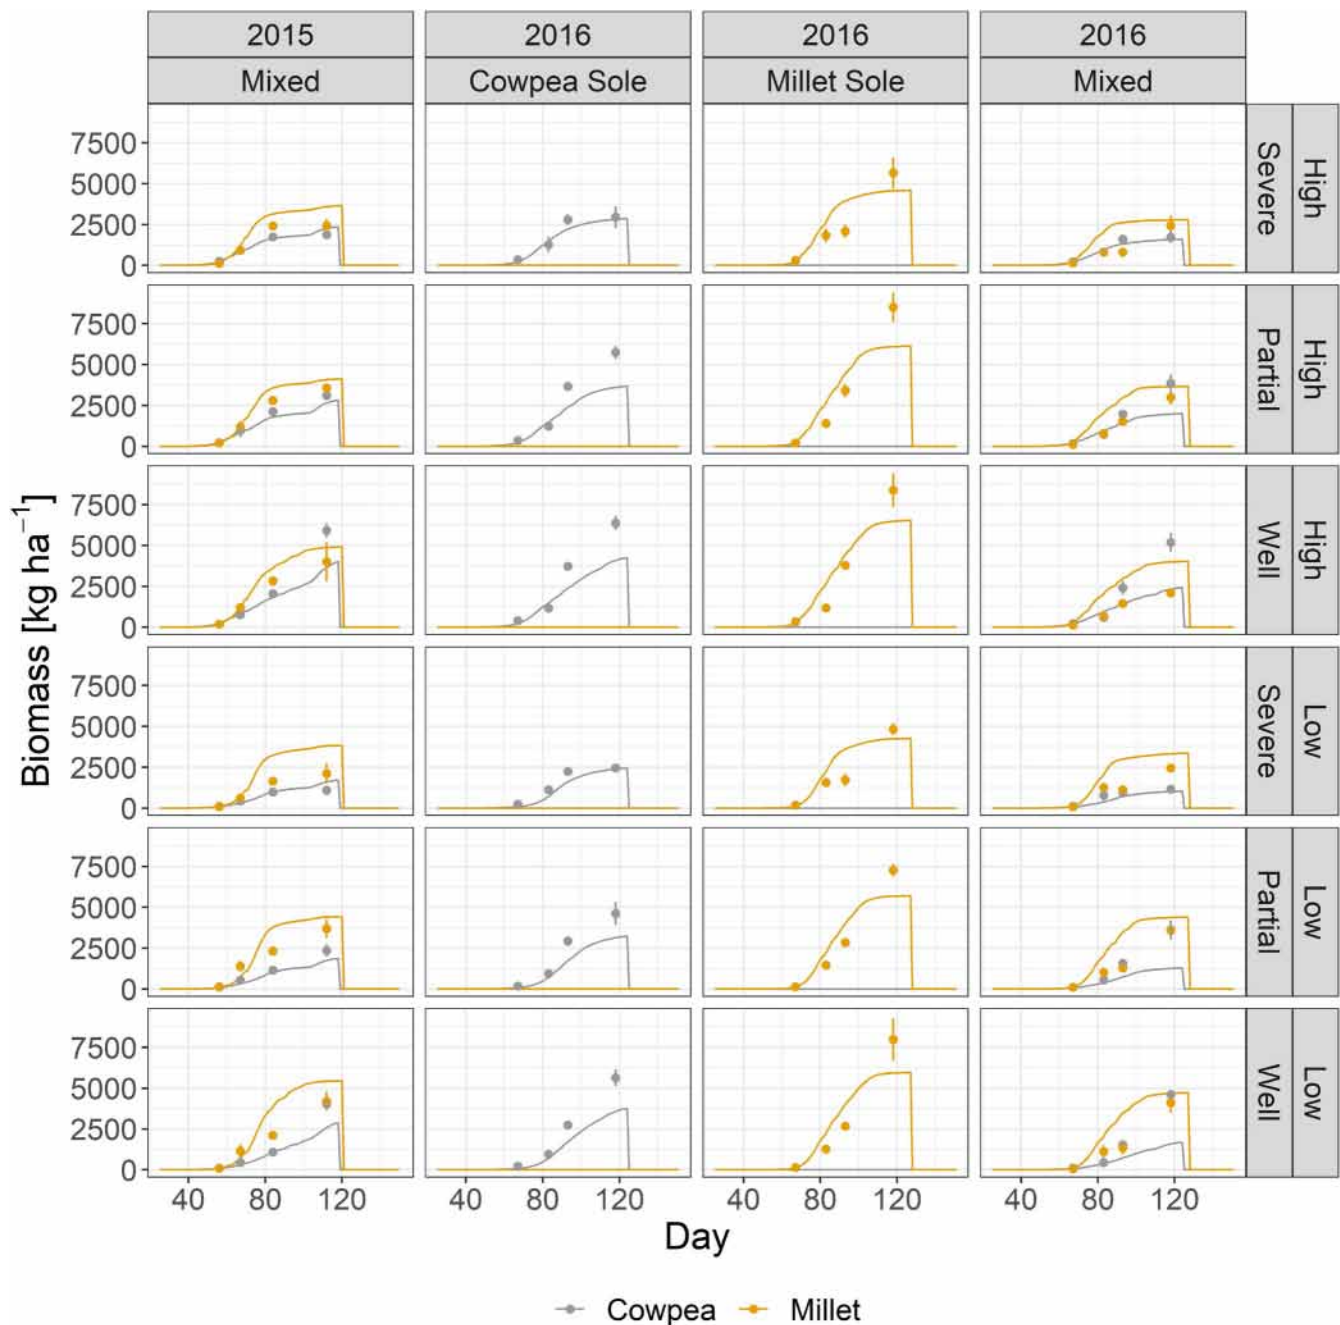 2015 2016 2016 2016
Mixed Cowpea Sole Millet Sole Mixed
Biomass [kg ha⁻¹]
7500
5000
2500
0
Severe High
7500
5000
2500
0
Partial High
7500
5000
2500
0
Well High
7500
5000
2500
0
Severe Low
7500
5000
2500
0
Partial Low
7500
5000
2500
0
Well Low
40 80 120 40 80 120 40 80 120 40 80 120
Day
Cowpea Millet